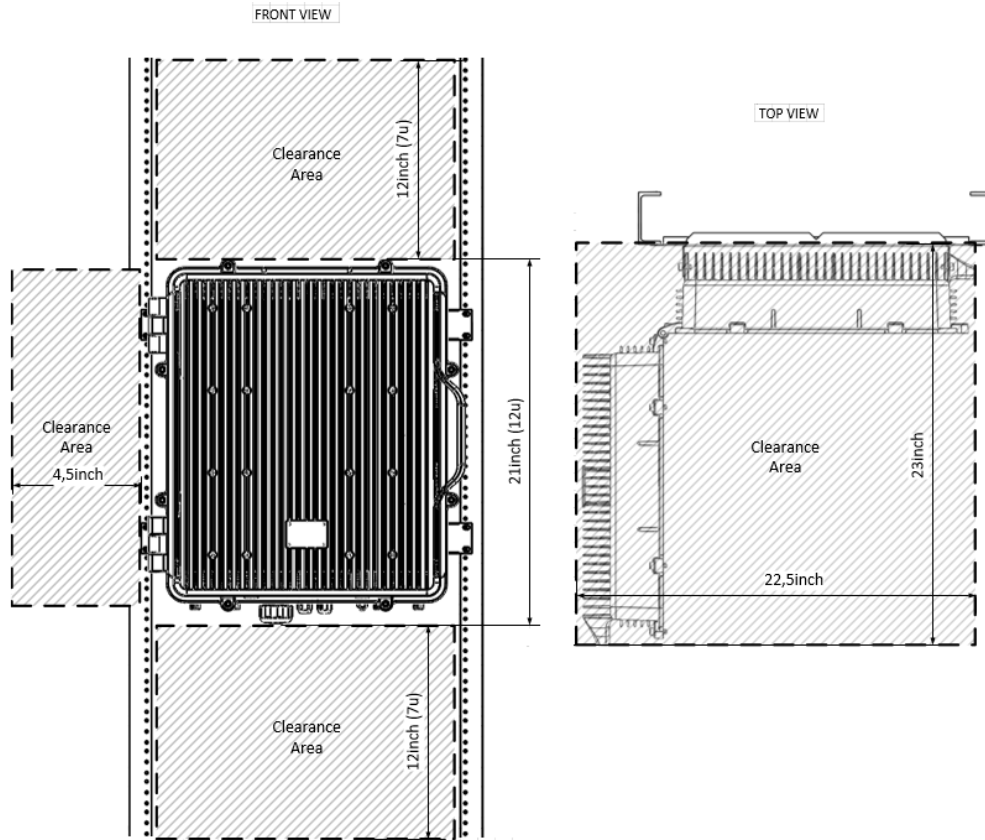 FRONT VIEW
Clearance
Area
12inch (7u)
TOP VIEW
Clearance
Area
4,5inch
21inch (12u)
Clearance
Area
23inch
22,5inch
Clearance
Area
12inch (7u)